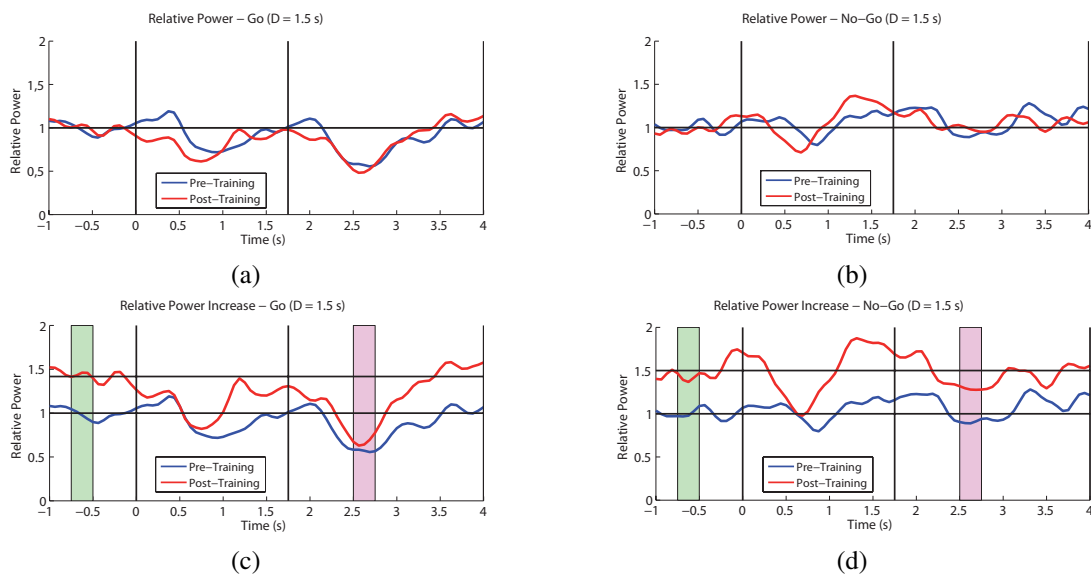 Relative Power – Go (D = 1.5 s)
2
1,5
1
0,5
0
Relative Power
−1 −0.5 0 0.5 1 1.5 2 2.5 3 3.5 4
Time (s)
Pre−Training
Post−Training
(a)
Relative Power – No−Go (D = 1.5 s)
2
1,5
1
0,5
0
Relative Power
−1 −0.5 0 0.5 1 1.5 2 2.5 3 3.5 4
Time (s)
Pre−Training
Post−Training
(b)
Relative Power Increase – Go (D = 1.5 s)
2
1.5
1
0.5
0
Relative Power
−1 −0.5 0 0.5 1 1.5 2 2.5 3 3.5 4
Time (s)
Pre−Training
Post−Training
(c)
Relative Power Increase – No−Go (D = 1.5 s)
2
1.5
1
0.5
0
Relative Power
−1 −0.5 0 0.5 1 1.5 2 2.5 3 3.5 4
Time (s)
Pre−Training
Post−Training
(d)